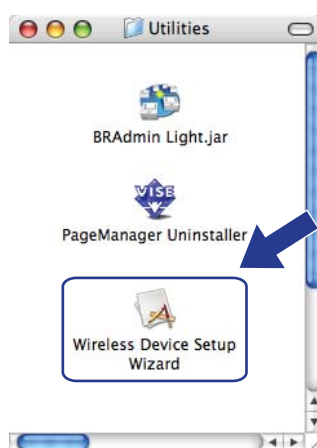 Utilities
BRAdmin Light.jar
VISE
PageManager Uninstaller
Wireless Device Setup
Wizard